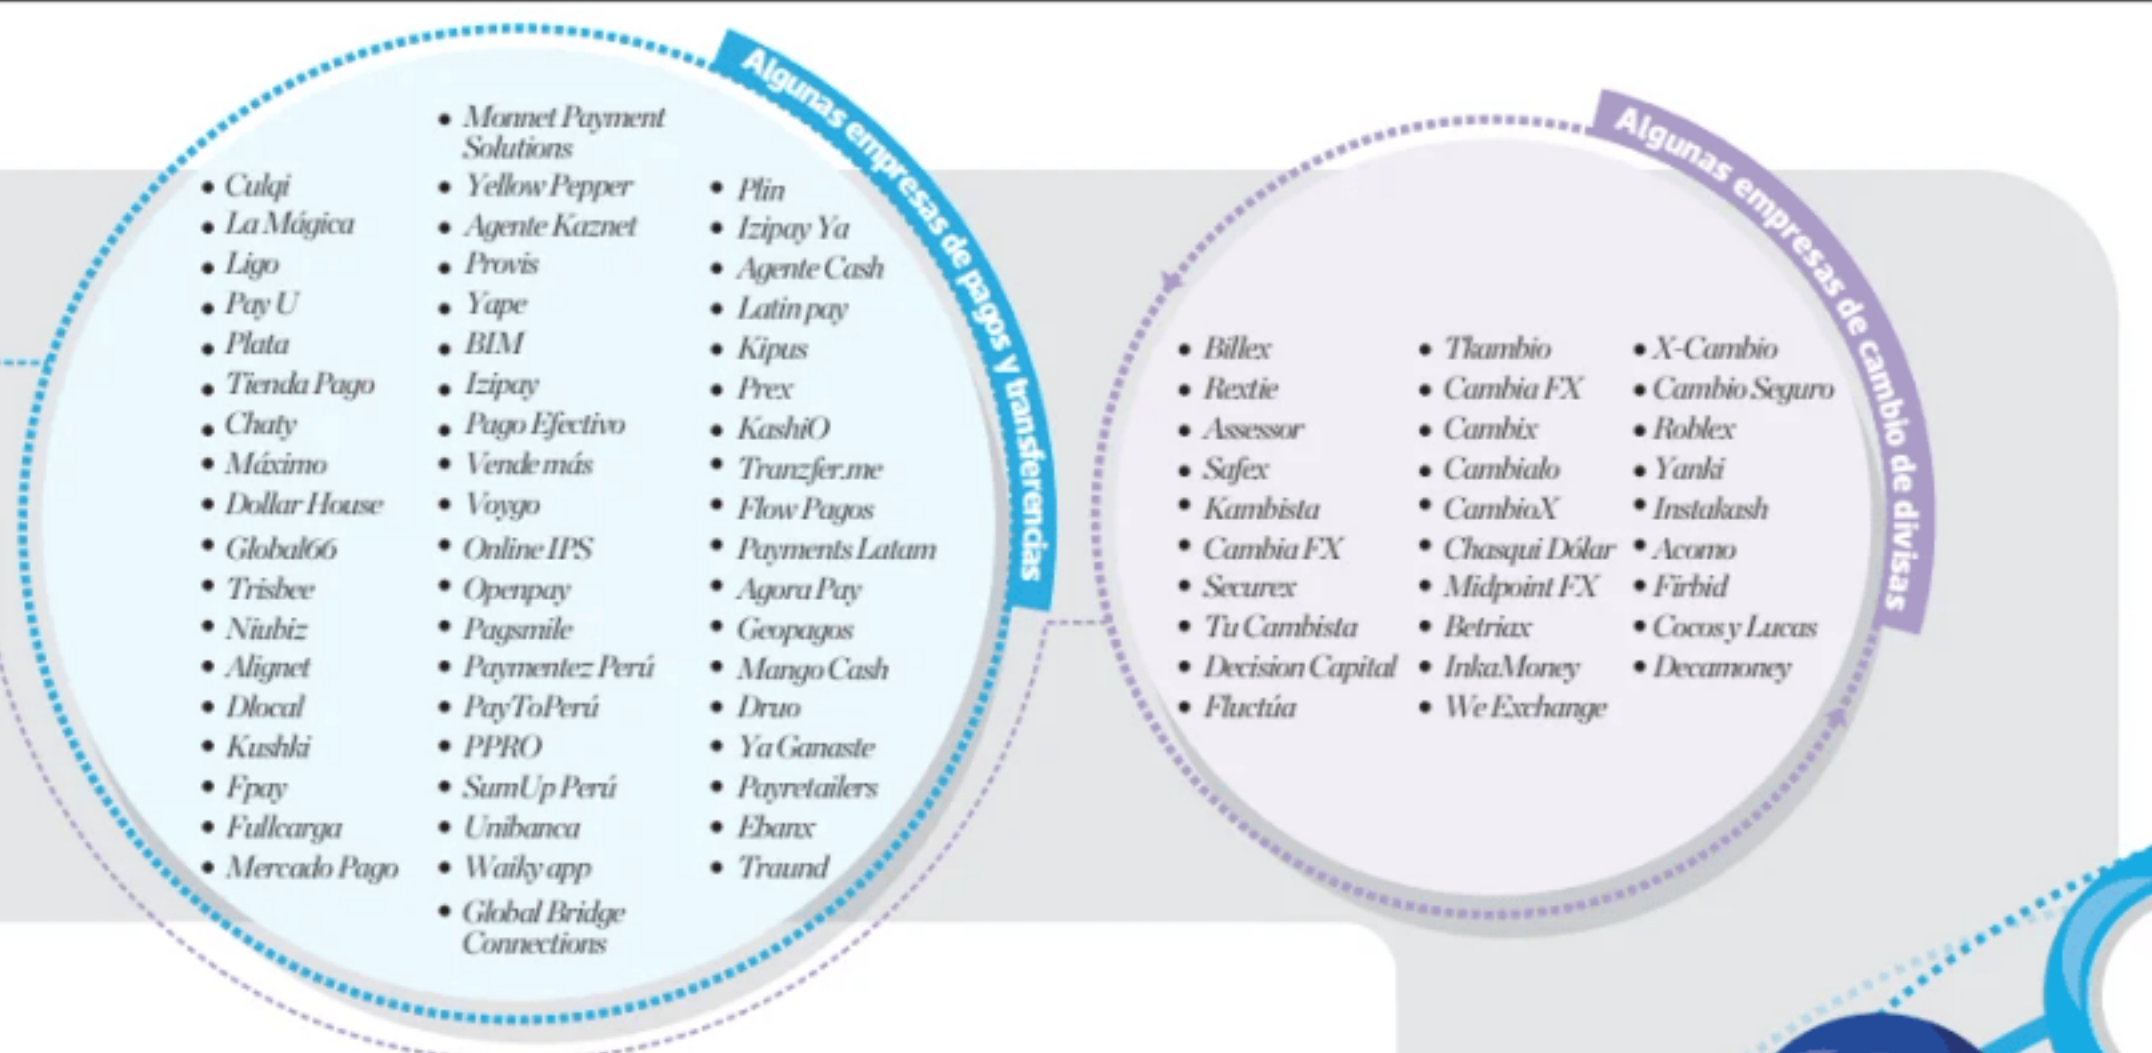 Algunas empresas de pagos y transferencias
• Culqi
• La Mágica
• Ligo
• Pay U
• Plata
• Tienda Pago
• Chaty
• Máximo
• Dollar House
• Global66
• Trisbee
• Niubiz
• Alignet
• Dlocal
• Kushki
• Fpay
• Fullcarga
• Mercado Pago
• Monnet Payment
Solutions
• Yellow Pepper
• Agente Kaznet
• Provis
• Yape
• BIM
• Izipay
• Pago Efectivo
• Vende más
• Voygo
• Online IPS
• Openpay
• Pagsmile
• Paymentez Perú
• PayToPerú
• PPRO
• SumUp Perú
• Unibanca
• Waiky app
• Global Bridge
Connections
• Plin
• Izipay Ya
• Agente Cash
• Latin pay
• Kipus
• Prex
• KashiO
• Tranzfer.me
• Flow Pagos
• Payments Latam
• Agora Pay
• Geopagos
• Mango Cash
• Druo
• Ya Ganaste
• Payretailers
• Ebanx
• Traund
Algunas empresas de cambio de divisas
• Billex
• Rextie
• Assessor
• Safex
• Kambista
• Cambia FX
• Securex
• Tu Cambista
• Decision Capital
• Fluctúa
• Tkambio
• Cambia FX
• Cambix
• Cambialo
• CambioX
• Chasqui Dólar
• Midpoint FX
• Betriax
• InkaMoney
• We Exchange
• X-Cambio
• Cambio Seguro
• Roblex
• Yanki
• Instakash
• Acomo
• Firbid
• Cocos y Lucas
• Decamoney